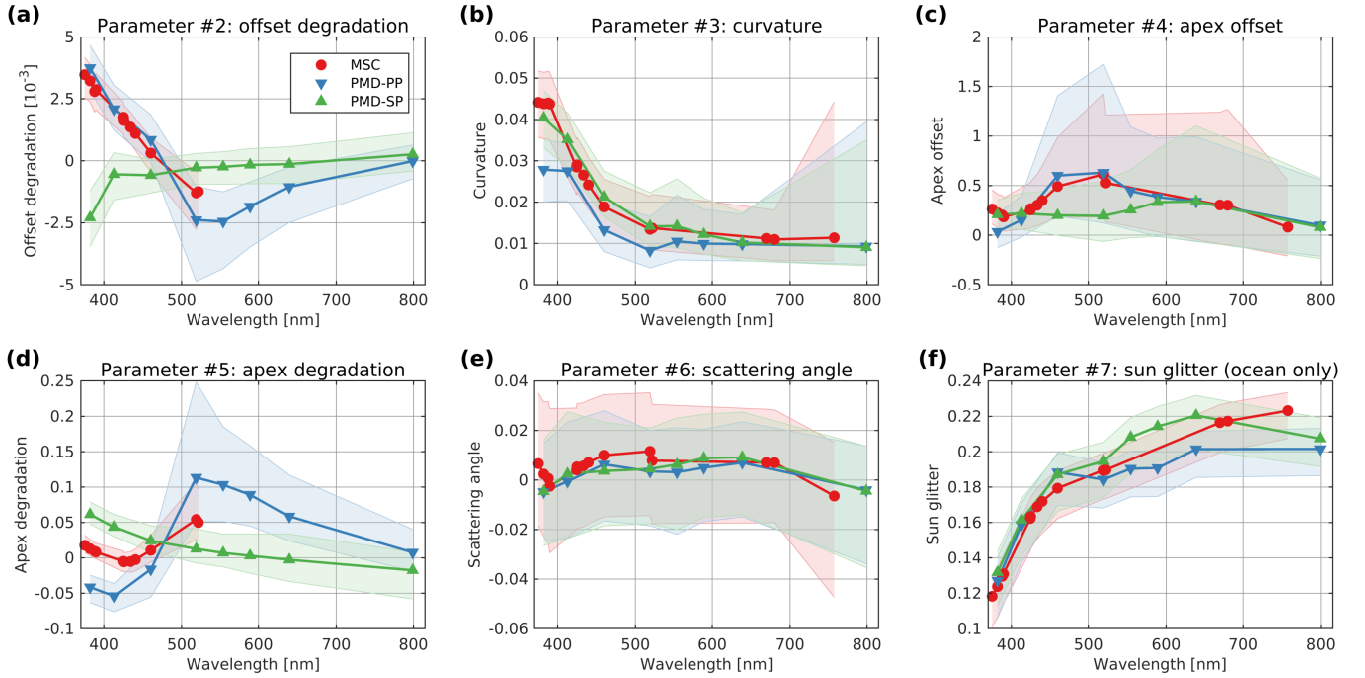 (a) Parameter #2: offset degradation
Offset degradation [10^-3]
5
2.5
0
-2.5
-5
400 500 600 700 800
Wavelength [nm]
MSC
PMD-PP
PMD-SP
(b) Parameter #3: curvature
Curvature
0.06
0.05
0.04
0.03
0.02
0.01
0
400 500 600 700 800
Wavelength [nm]
(c) Parameter #4: apex offset
Apex offset
2
1.5
1
0.5
0
-0.5
400 500 600 700 800
Wavelength [nm]
(d) Parameter #5: apex degradation
Apex degradation
0.25
0.2
0.15
0.1
0.05
0
-0.05
-0.1
400 500 600 700 800
Wavelength [nm]
(e) Parameter #6: scattering angle
Scattering angle
0.04
0.02
0
-0.02
-0.04
-0.06
400 500 600 700 800
Wavelength [nm]
(f) Parameter #7: sun glitter (ocean only)
Sun glitter
0.24
0.22
0.2
0.18
0.16
0.14
0.12
0.1
400 500 600 700 800
Wavelength [nm]